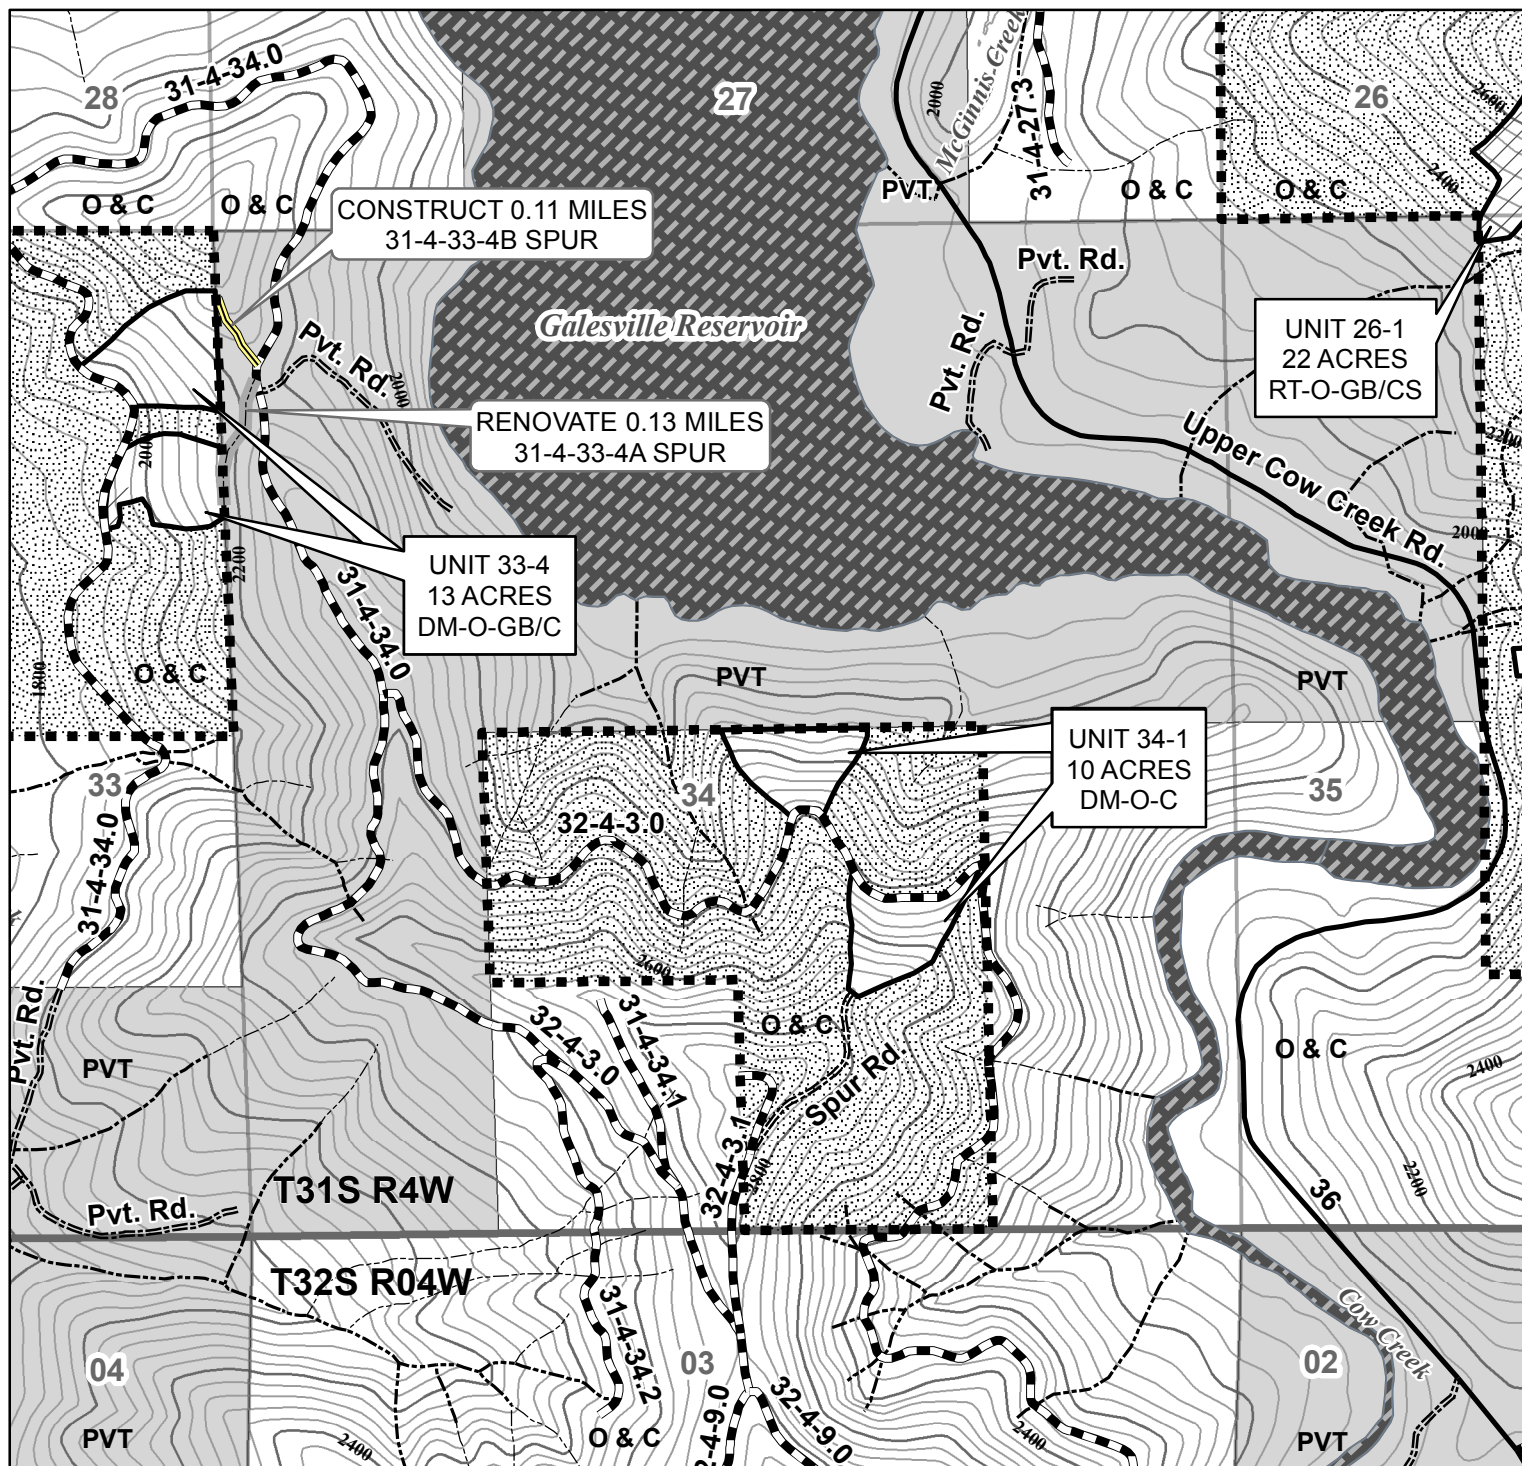 28
31-4-34.0
27
2000
McGinnis Creek
31-4-27.3
26
2600
2400
O & C
O & C
PVT.
O & C
O & C
CONSTRUCT 0.11 MILES
31-4-33-4B SPUR
Pvt. Rd.
Galesville Reservoir
UNIT 26-1
22 ACRES
RT-O-GB/CS
Pvt. Rd.
2000
Pvt. Rd.
RENOVATE 0.13 MILES
31-4-33-4A SPUR
Upper Cow Creek Rd.
2200
2000
2200
UNIT 33-4
13 ACRES
DM-O-GB/C
31-4-34.0
1800
O & C
PVT
PVT
UNIT 34-1
10 ACRES
DM-O-C
33
34
35
32-4-3.0
31-4-34.0
2600
Pvt. Rd.
32-4-3.0
31-4-34.1
O & C
Spur Rd.
O & C
2400
PVT
32-4-3.1
2200
36
T31S R4W
Pvt. Rd.
T32S R04W
31-4-34.2
Cow Creek
04
03
02
PVT
2400
O & C
32-4-9.0
2400
PVT